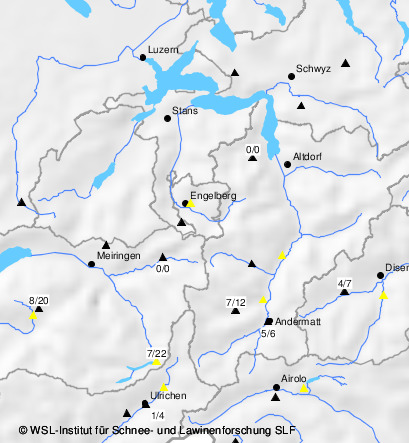 Luzern
Schwyz
Stans
0/0
Altdorf
Engelberg
Meiringen
0/0
Disen
4/7
8/20
7/12
Andermatt
5/6
7/22
Airolo
Ulrichen
1/4
© WSL-Institut für Schnee- und Lawinenforschung SLF